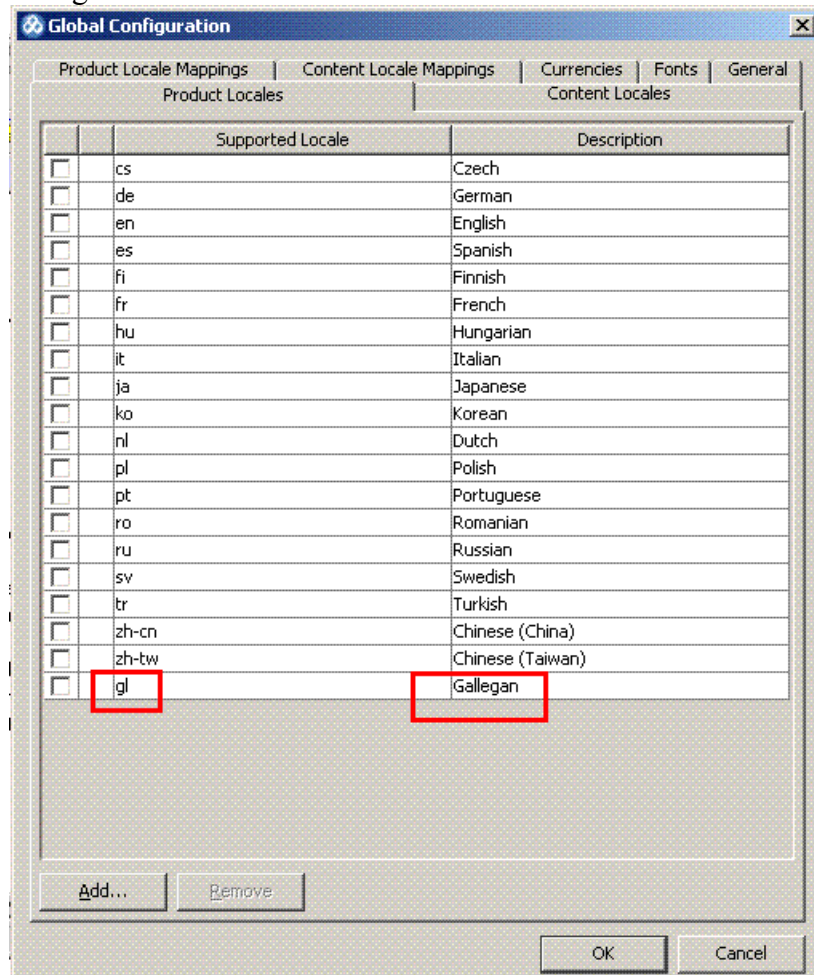 Global Configuration
Product Locale Mappings Content Locale Mappings Currencies Fonts General
Product Locales Content Locales
Supported Locale Description
cs Czech
de German
en English
es Spanish
fi Finnish
fr French
hu Hungarian
it Italian
ja Japanese
ko Korean
nl Dutch
pl Polish
pt Portuguese
ro Romanian
ru Russian
sv Swedish
tr Turkish
zh-cn Chinese (China)
zh-tw Chinese (Taiwan)
gl Gallegan
Add... Remove
OK Cancel